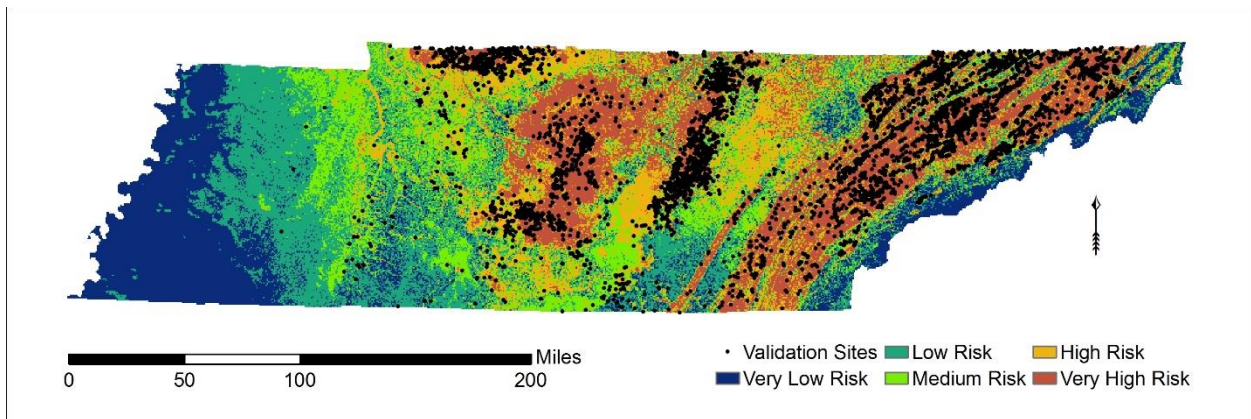 Miles
0 50 100 200
Validation Sites Low Risk High Risk
Very Low Risk Medium Risk Very High Risk